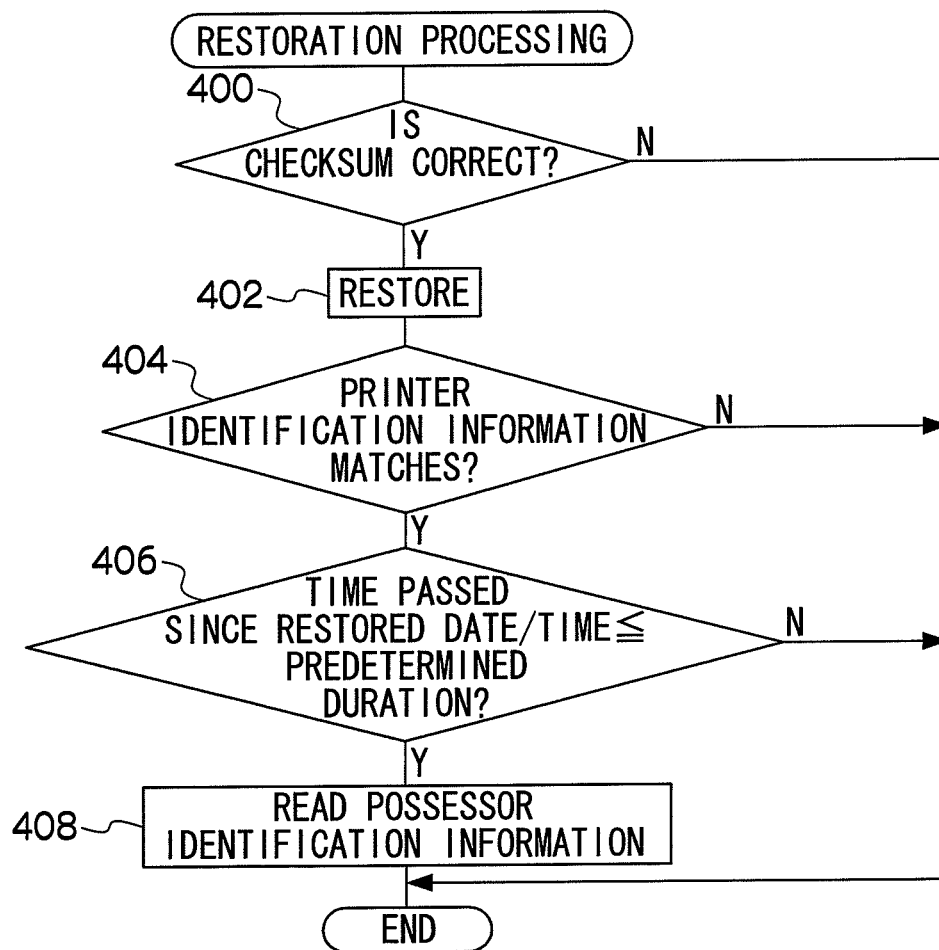 RESTORATION PROCESSING
400
IS
CHECKSUM CORRECT?
N
Y
402
RESTORE
404
PRINTER
IDENTIFICATION INFORMATION
MATCHES?
N
Y
406
TIME PASSED
SINCE RESTORED DATE/TIME≦
PREDETERMINED
DURATION?
N
Y
408
READ POSSESSOR
IDENTIFICATION INFORMATION
END